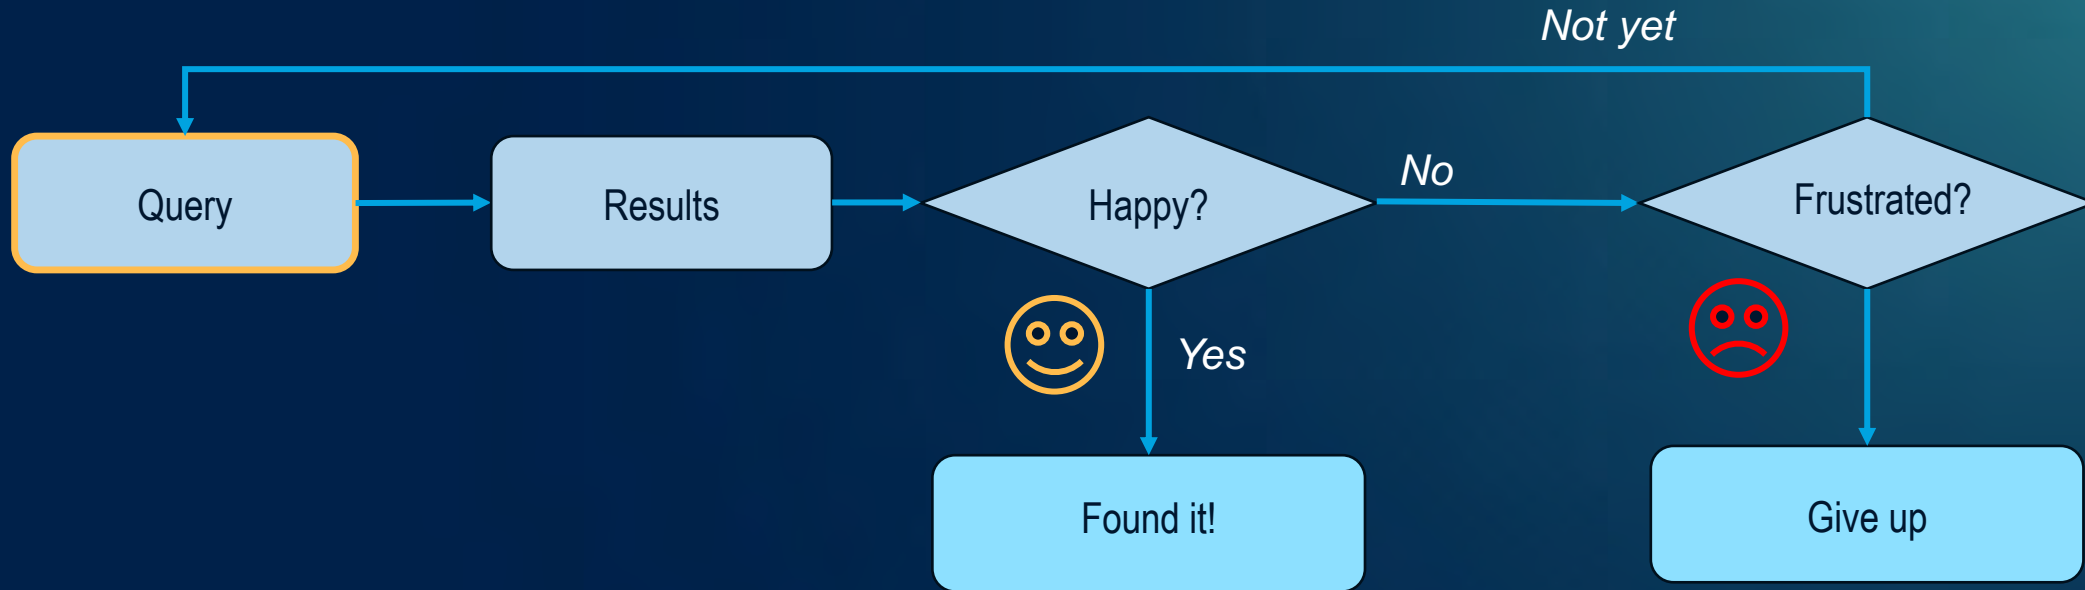 Not yet
Query
Results
Happy?
No
Frustrated?
Yes
Found it!
Give up